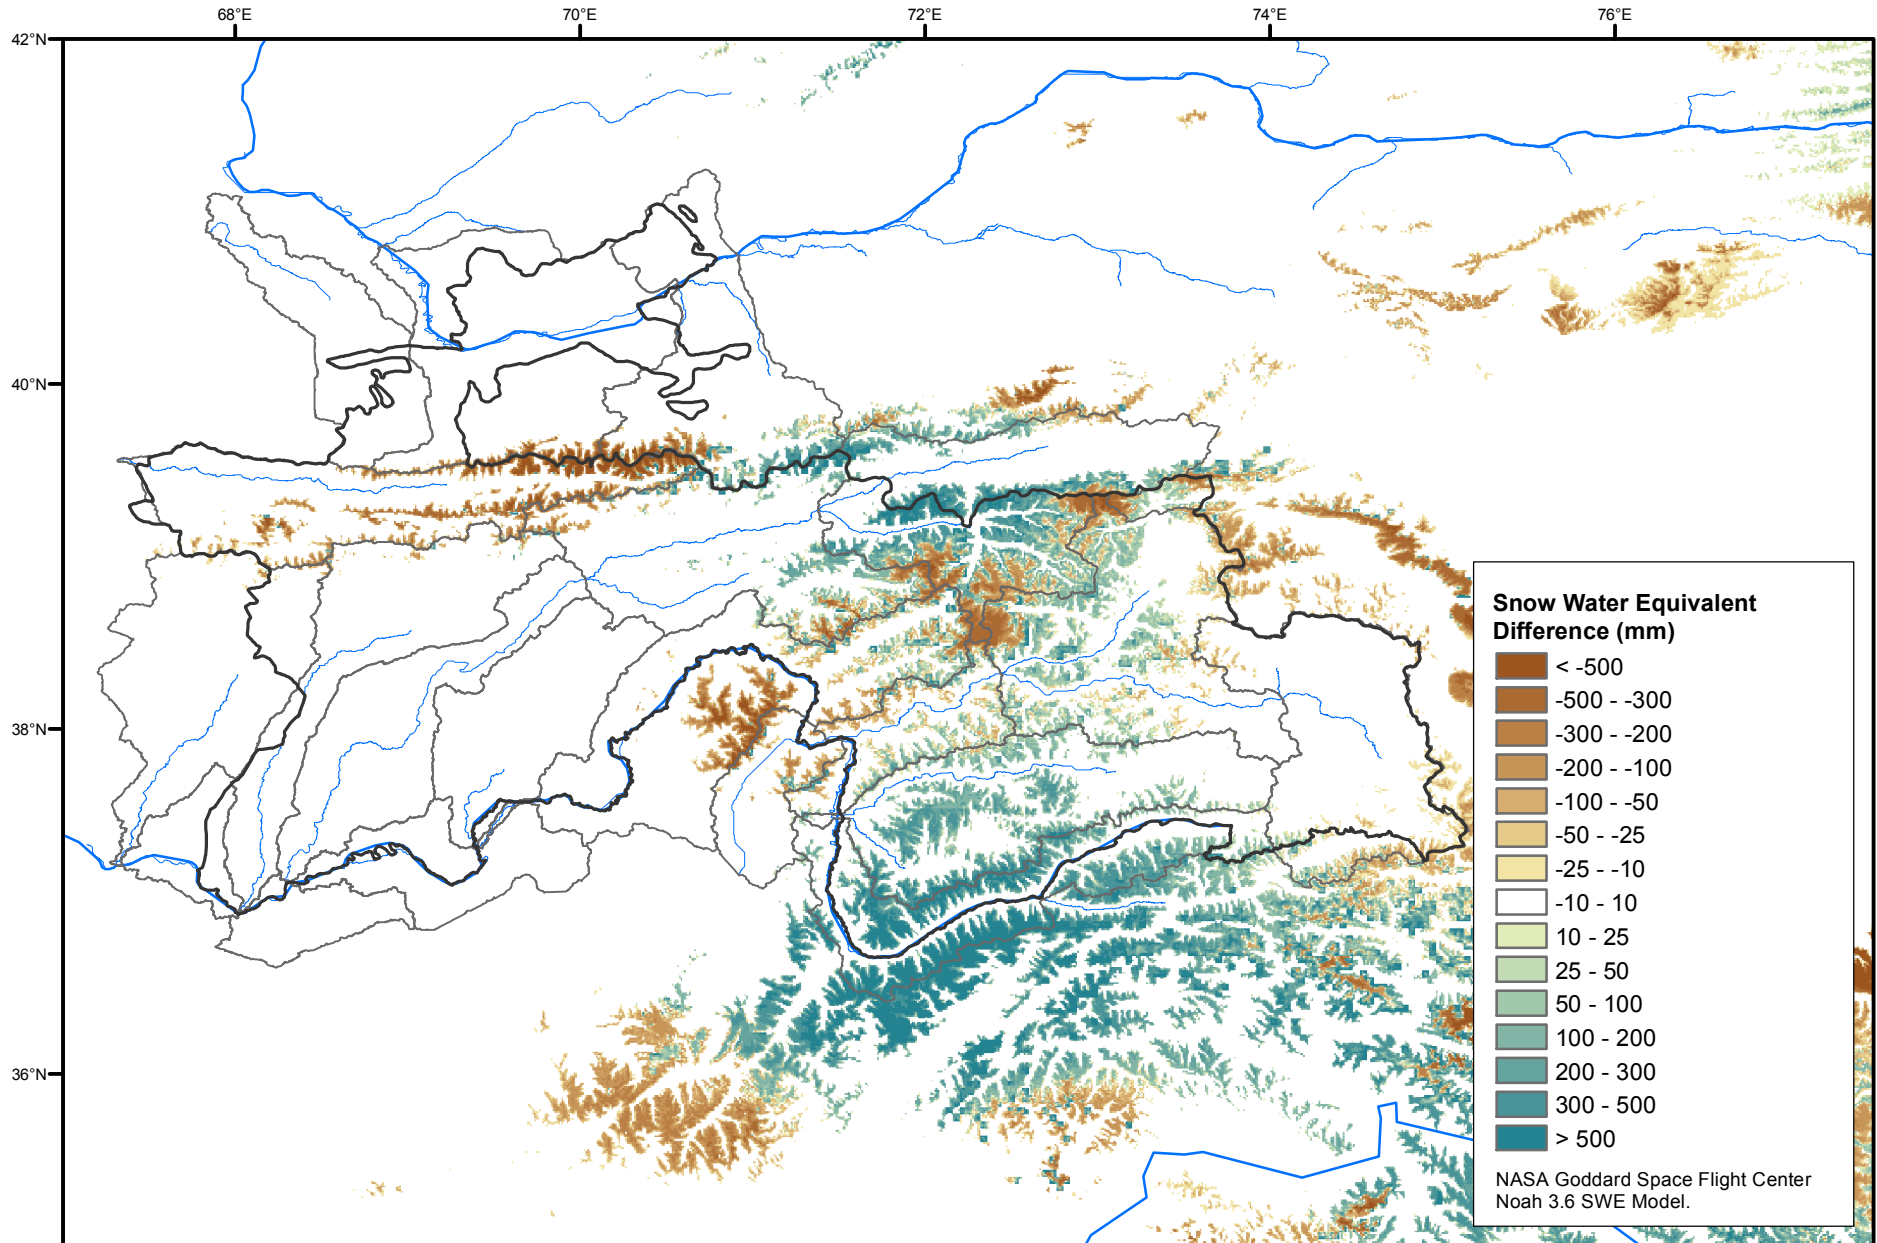 68°E 70°E 72°E 74°E 76°E
42°N
40°N
38°N
36°N
Snow Water Equivalent
Difference (mm)
< -500
-500 - -300
-300 - -200
-200 - -100
-100 - -50
-50 - -25
-25 - -10
-10 - 10
10 - 25
25 - 50
50 - 100
100 - 200
200 - 300
300 - 500
> 500
NASA Goddard Space Flight Center
Noah 3.6 SWE Model.